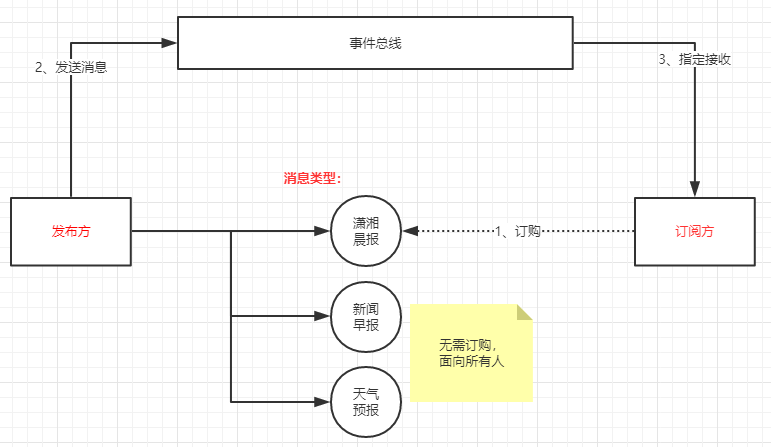 事件总线
2、发送消息
3、指定接收
消息类型:
发布方
潇湘
晨报
1、订购
订阅方
新闻
早报
无需订购，
面向所有人
天气
预报